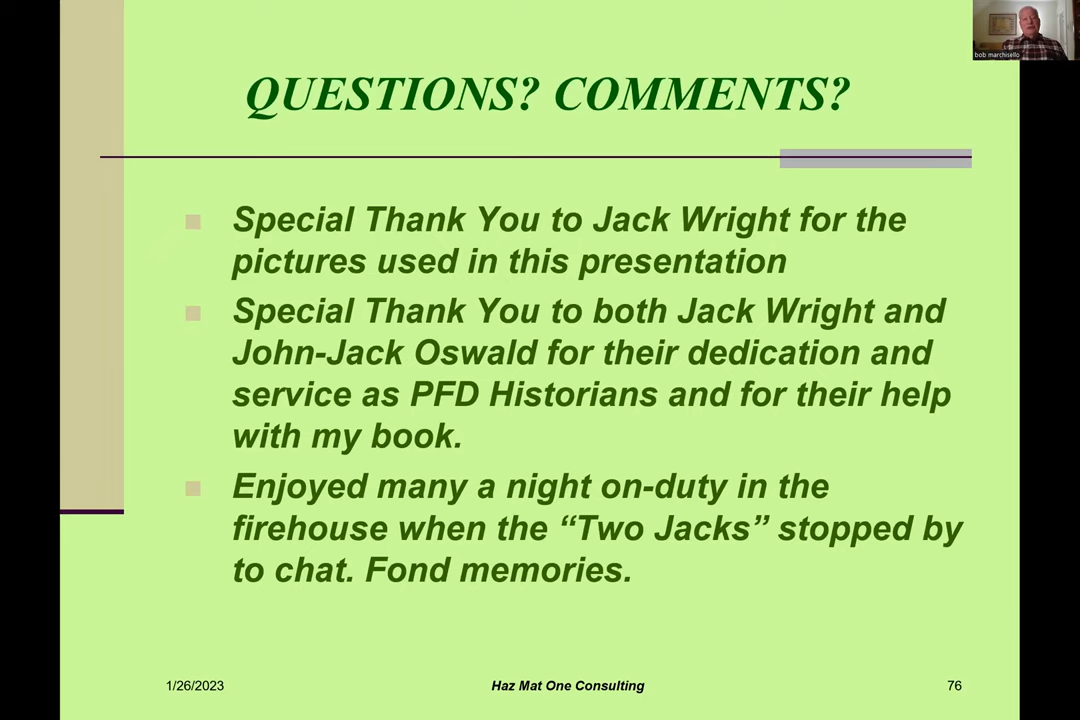 bob marchisello
QUESTIONS? COMMENTS?
Special Thank You to Jack Wright for the
pictures used in this presentation
Special Thank You to both Jack Wright and
John-Jack Oswald for their dedication and
service as PFD Historians and for their help
with my book.
Enjoyed many a night on-duty in the
firehouse when the “Two Jacks” stopped by
to chat. Fond memories.
1/26/2023
Haz Mat One Consulting
76